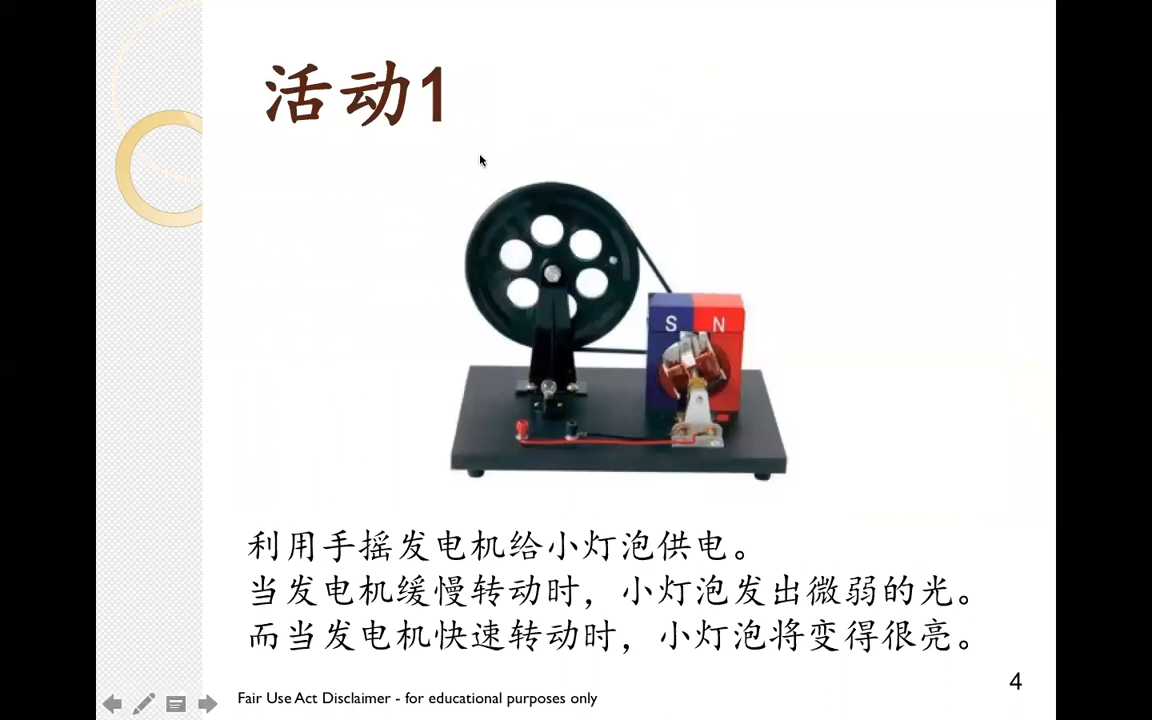 活动1
S N
利用手摇发电机给小灯泡供电。
当发电机缓慢转动时，小灯泡发出微弱的光。
而当发电机快速转动时，小灯泡将变得很亮。
4
Fair Use Act Disclaimer - for educational purposes only